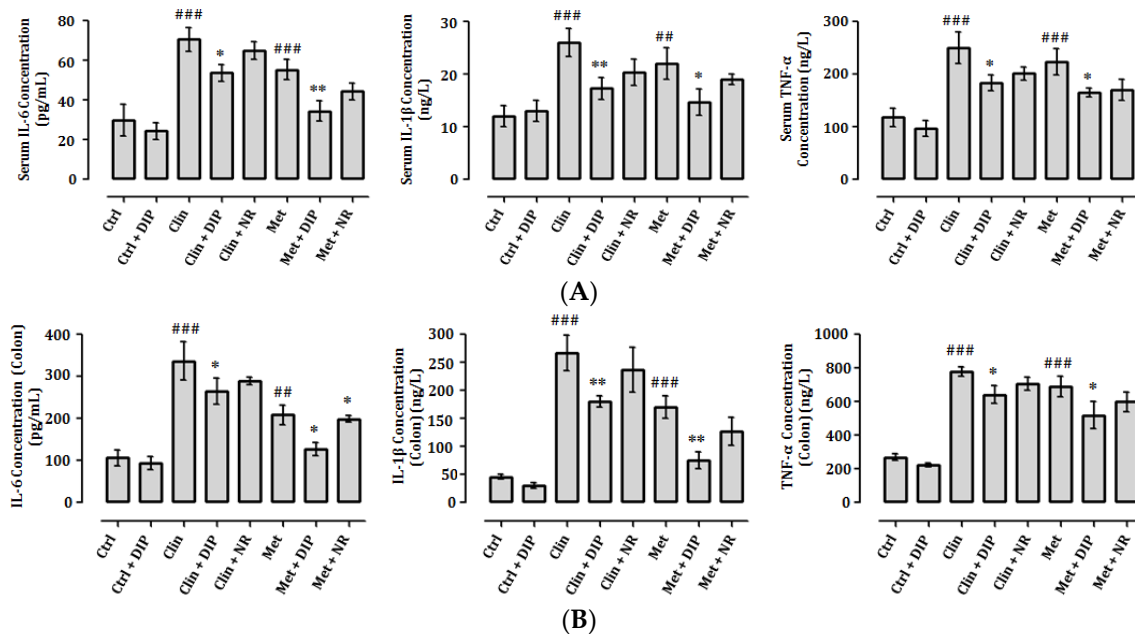 Serum IL-6 Concentration
(pg/mL)
80
60
40
20
0
###
*
###
**
Ctrl
Ctrl + DIP
Clin
Clin + DIP
Clin + NR
Met
Met + DIP
Met + NR
Serum IL-1β Concentration
(ng/L)
30
20
10
0
###
**
##
*
Ctrl
Ctrl + DIP
Clin
Clin + DIP
Clin + NR
Met
Met + DIP
Met + NR
Serum TNF-α
Concentration (ng/L)
300
200
100
0
###
*
###
*
Ctrl
Ctrl + DIP
Clin
Clin + DIP
Clin + NR
Met
Met + DIP
Met + NR
(A)
IL-6 Concentration (Colon)
(pg/mL)
400
300
200
100
0
###
*
##
*
*
Ctrl
Ctrl + DIP
Clin
Clin + DIP
Clin + NR
Met
Met + DIP
Met + NR
IL-1β Concentration
(Colon) (ng/L)
300
250
200
150
100
50
0
###
**
###
**
Ctrl
Ctrl + DIP
Clin
Clin + DIP
Clin + NR
Met
Met + DIP
Met + NR
TNF-α Concentration
(Colon) (ng/L)
1000
800
600
400
200
0
###
*
###
*
Ctrl
Ctrl + DIP
Clin
Clin + DIP
Clin + NR
Met
Met + DIP
Met + NR
(B)